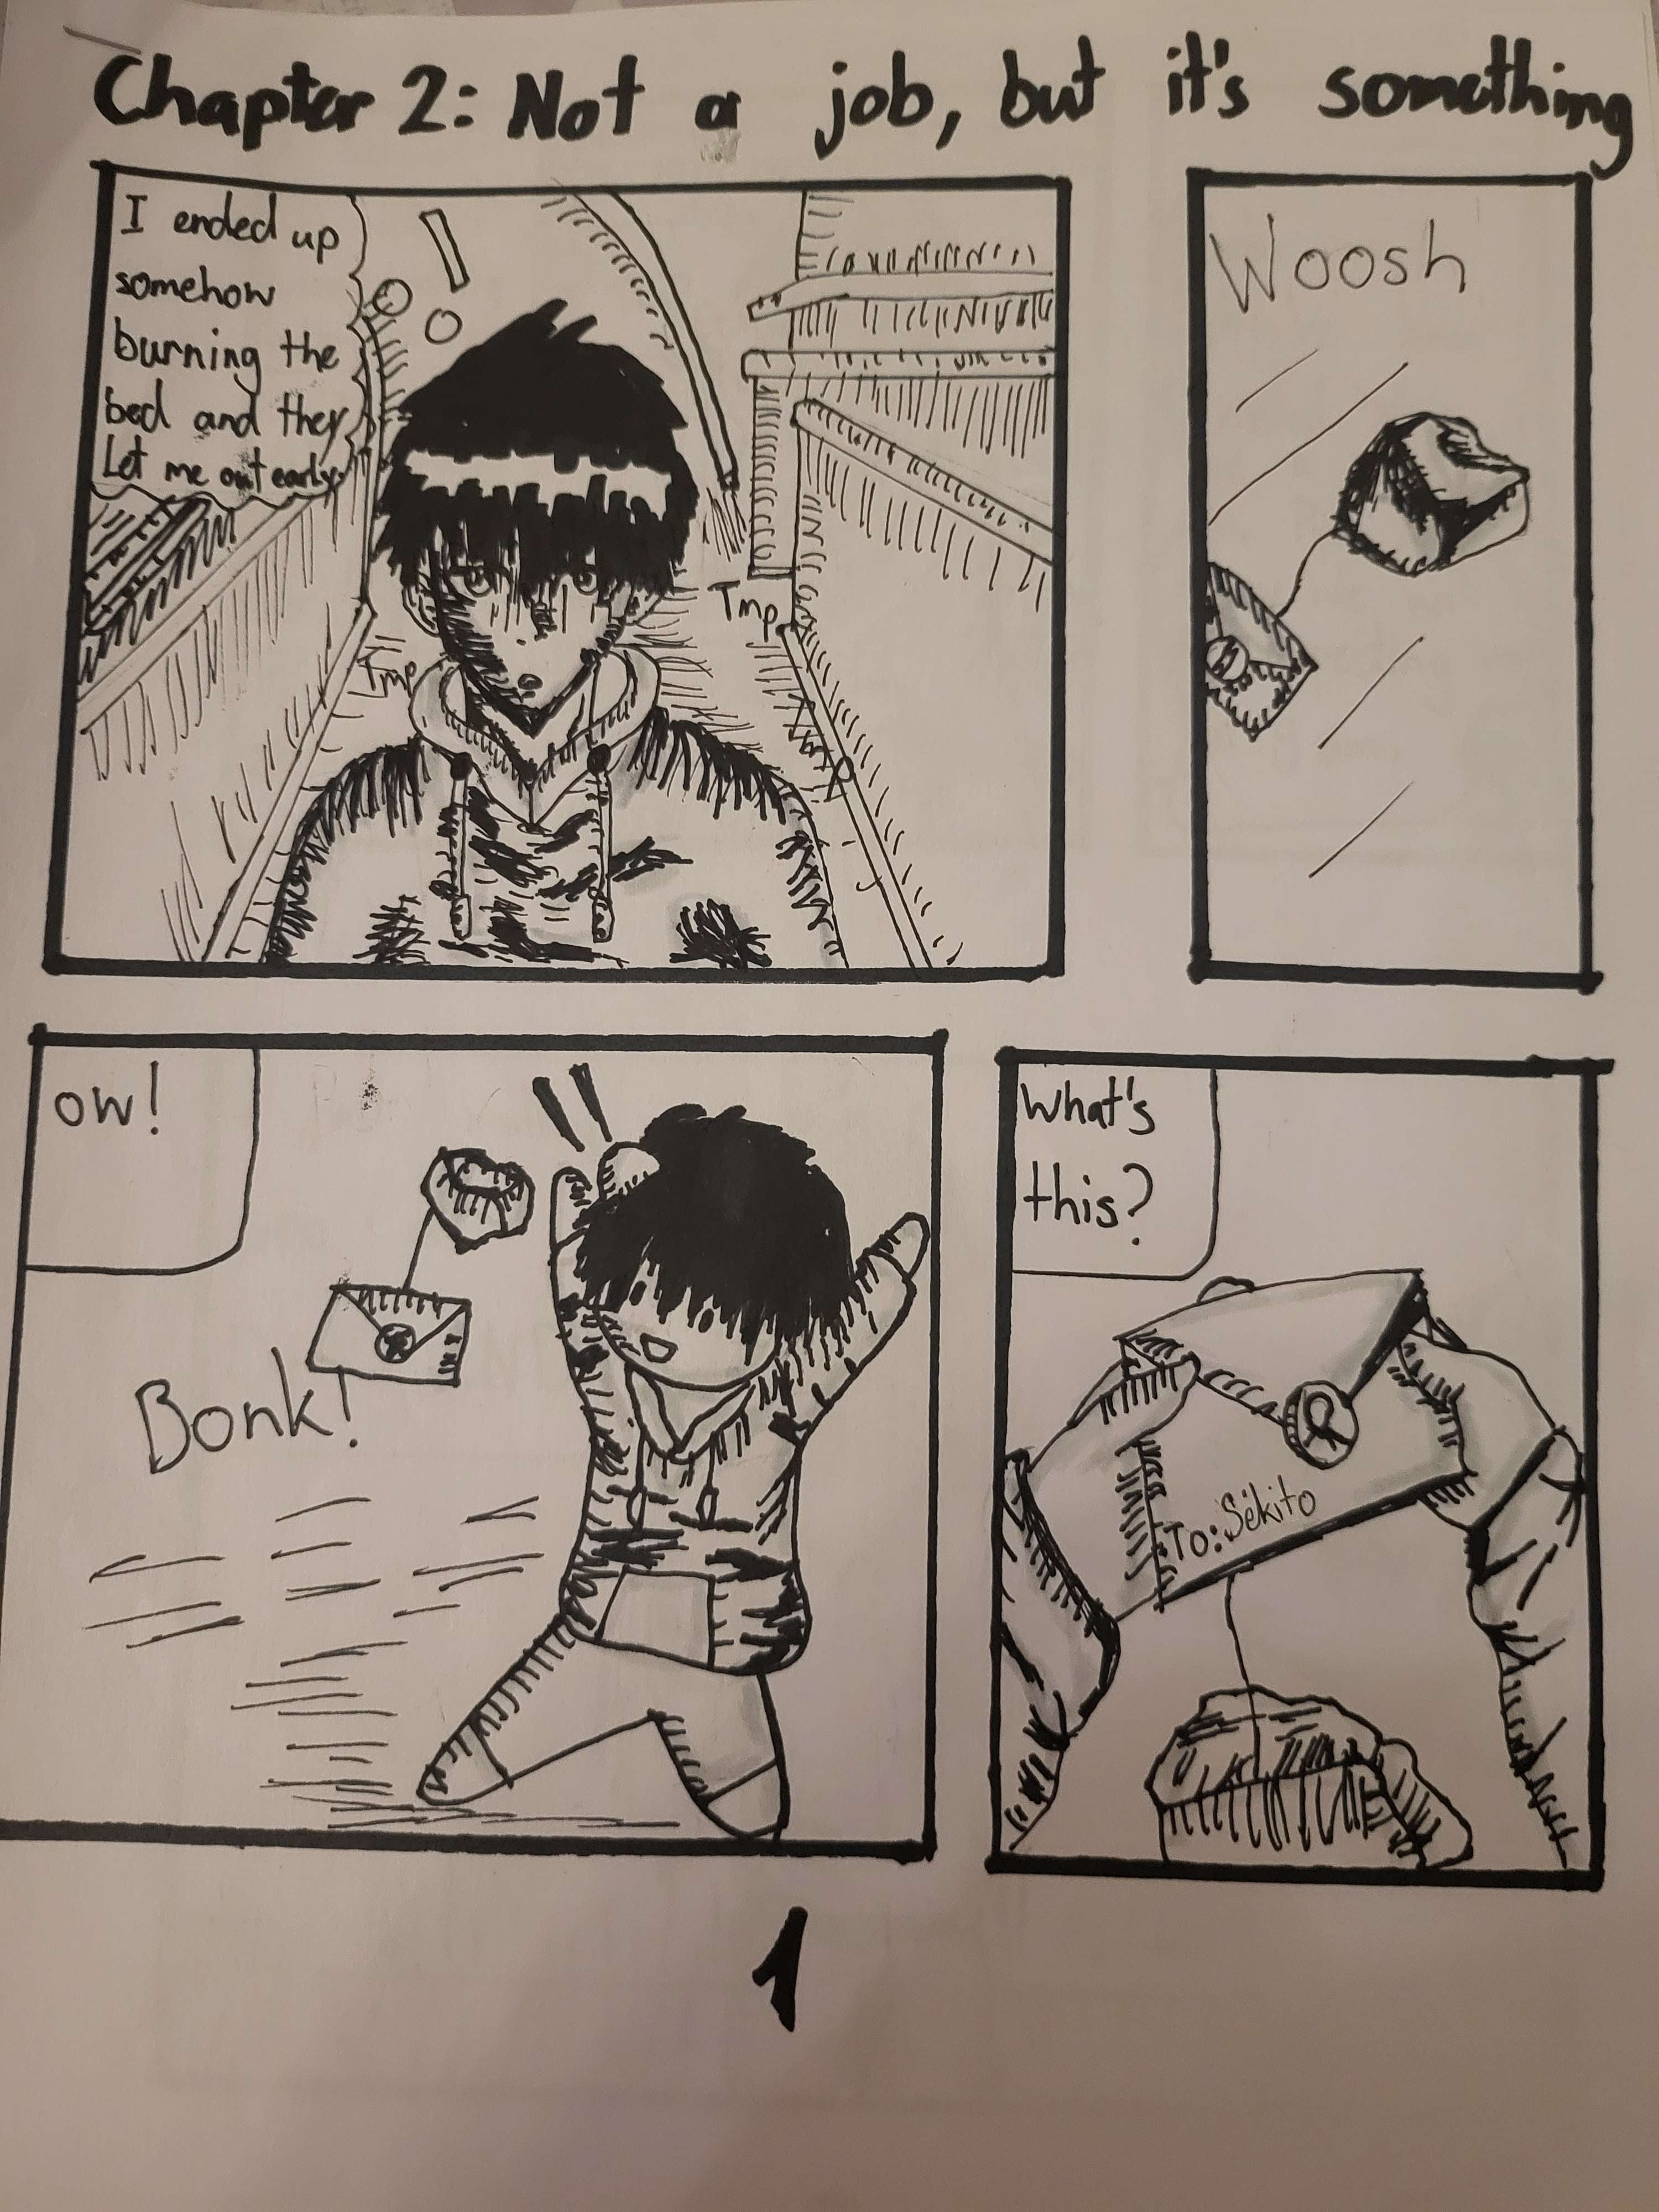 Chapter 2: Not a job, but it's something
I ended up
somehow
burning the
bed and they
Let me out early
Tmp
Tmp
Woosh
ow!
Bonk!
What's
this?
To: Sékito
1